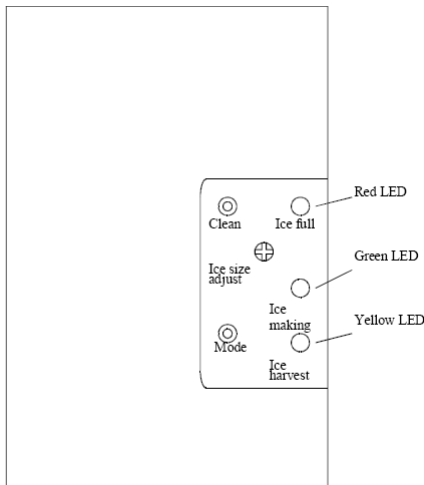 Red LED
Clean
Ice full
Ice size
adjust
Green LED
Ice
making
Yellow LED
Mode
Ice
harvest